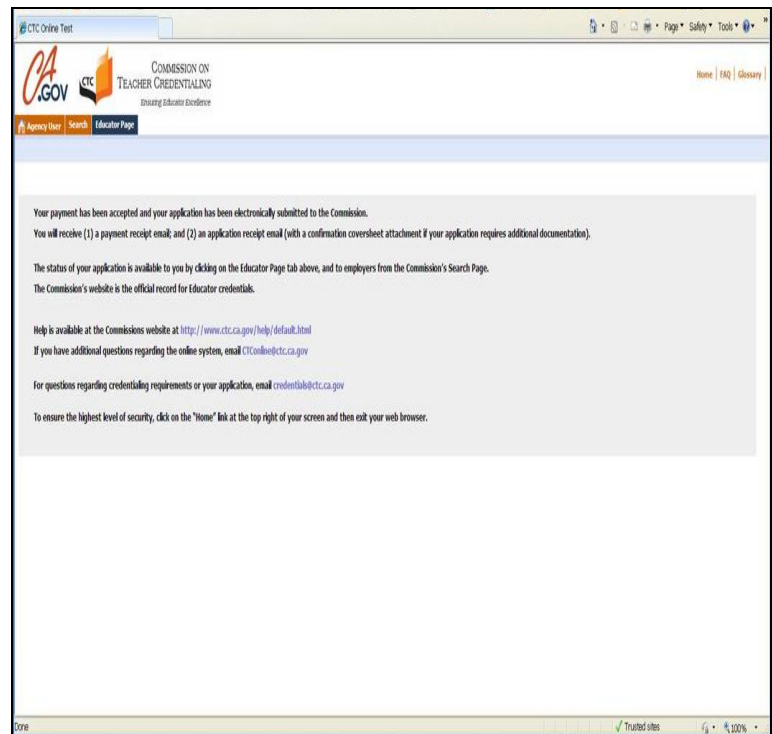 CTC Online Test
Page Safety Tools
CA.GOV
CTC
COMMISSION ON
TEACHER CREDENTIALING
Ensuring Educator Excellence
Home | FAQ | Glossary |
Agency User Search Educator Page
Your payment has been accepted and your application has been electronically submitted to the Commission.
You will receive (1) a payment receipt email; and (2) an application receipt email (with a confirmation coversheet attachment if your application requires additional documentation).
The status of your application is available to you by clicking on the Educator Page tab above, and to employers from the Commission's Search Page.
The Commission's website is the official record for Educator credentials.
Help is available at the Commissions website at http://www.ctc.ca.gov/help/default.html
If you have additional questions regarding the online system, email CTConline@ctc.ca.gov
For questions regarding credentialing requirements or your application, email credentials@ctc.ca.gov
To ensure the highest level of security, click on the "Home" link at the top right of your screen and then exit your web browser.
Done Trusted sites 100%